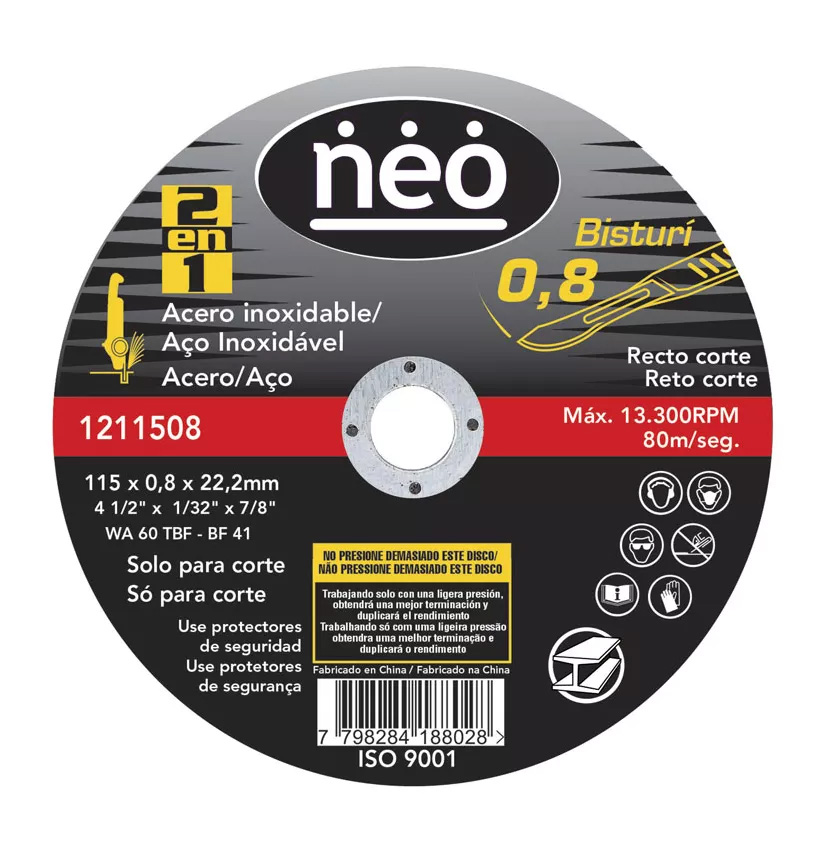 nėo
2
en
1
Bisturí
0,8
Acero inoxidable/
Aço Inoxidável
Acero/Aço
Recto corte
Reto corte
1211508
Máx. 13.300RPM
80m/seg.
115 x 0,8 x 22,2mm
4 1/2" x 1/32" x 7/8"
WA 60 TBF - BF 41
Solo para corte
Só para corte
Use protectores
de seguridad
Use protetores
de segurança
NO PRESIONE DEMASIADO ESTE DISCO/
NÃO PRESSIONE DEMASIADO ESTE DISCO
Trabajando solo con una ligera presión,
obtendrá una mejor terminación y
duplicará el rendimiento
Trabalhando só com uma ligeira pressão
obtendra uma melhor terminação e
duplicará o rendimento
Fabricado en China / Fabricado na China
7 798284 188028 >
ISO 9001